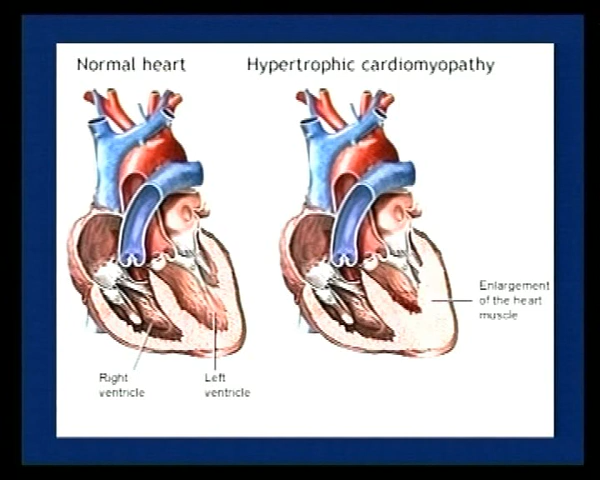 Normal heart
Hypertrophic cardiomyopathy
Enlargement
of the heart
muscle
Right
ventricle
Left
ventricle